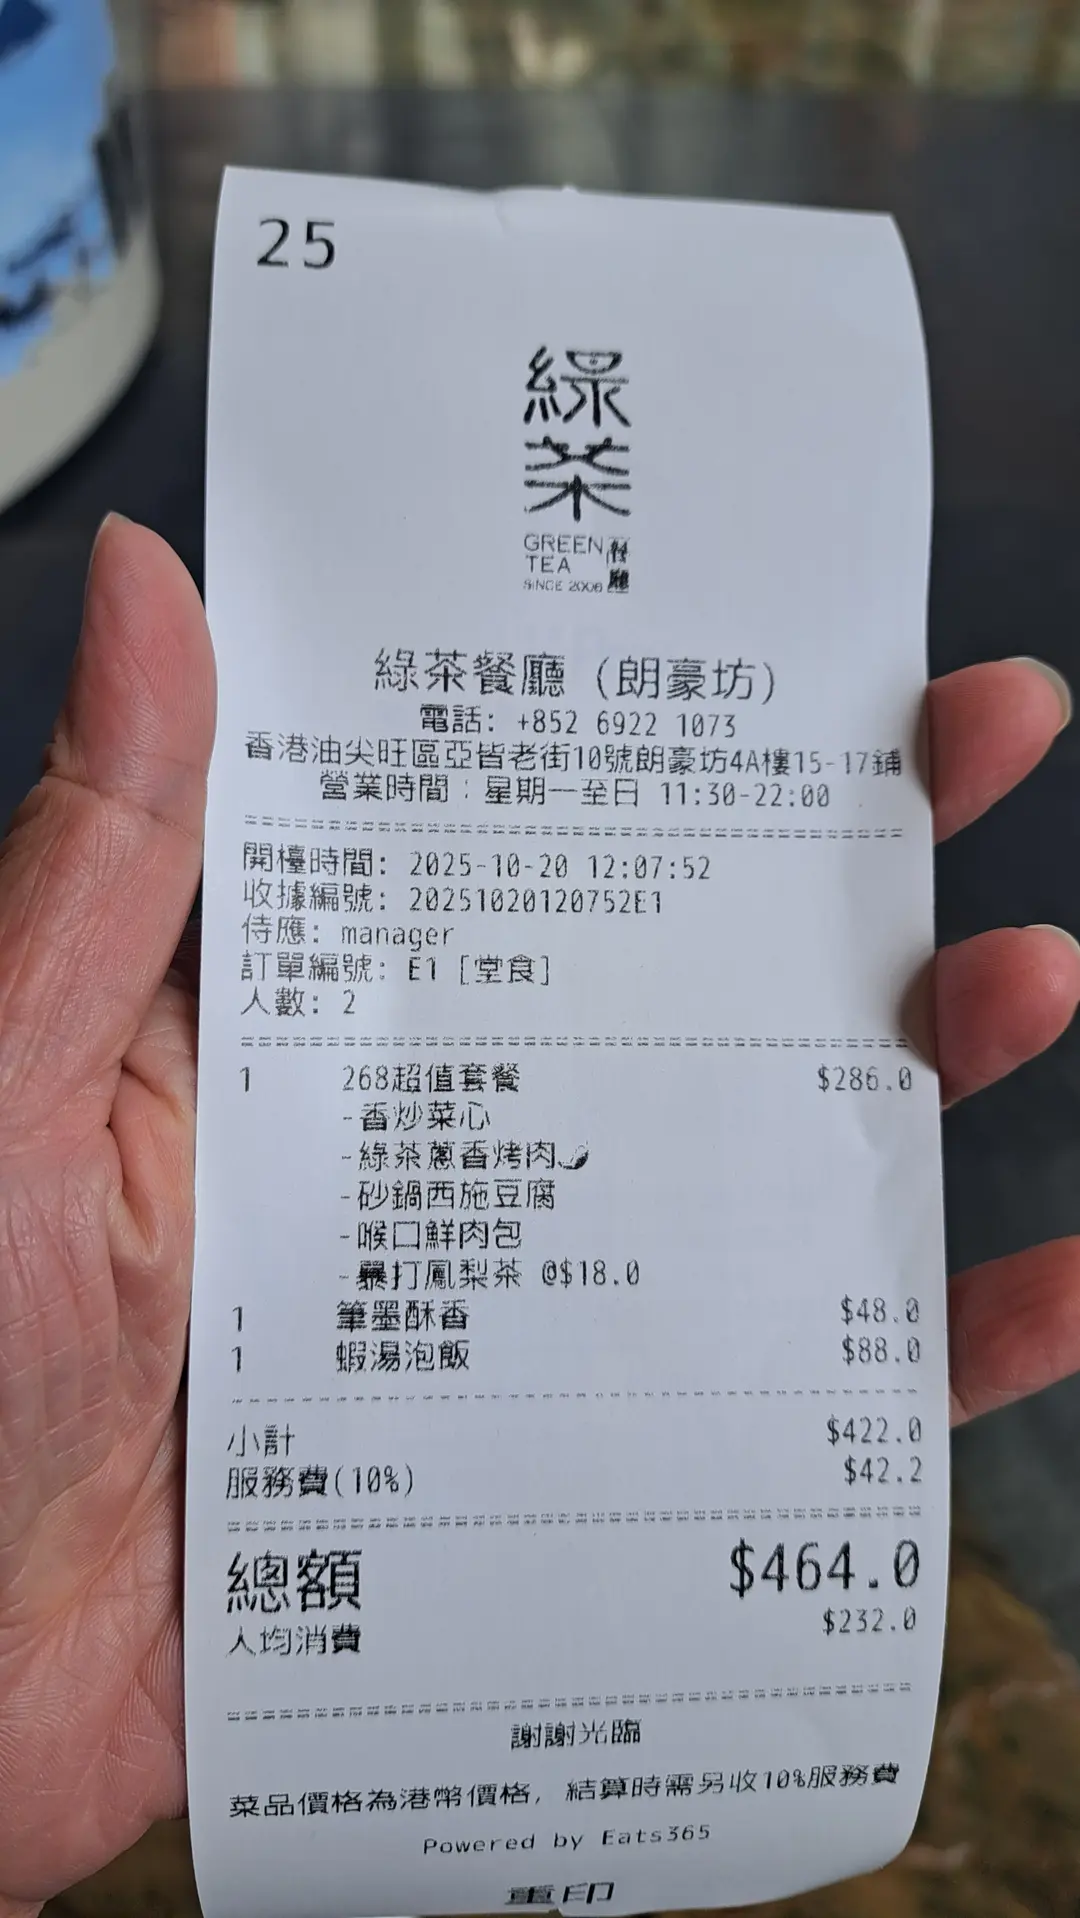 25
綠
茶
GREEN 餐
TEA 廳
SINCE 2008
綠茶餐廳 (朗豪坊)
電話: +852 6922 1073
香港油尖旺區亞皆老街10號朗豪坊4A樓15-17鋪
營業時間：星期一至日 11:30-22:00
開檯時間: 2025-10-20 12:07:52
收據編號: 20251020120752E1
侍應: manager
訂單編號: E1 [堂食]
人數: 2
1 268超值套餐 $286.0
-香炒菜心
-綠茶蔥香烤肉🌶
-砂鍋西施豆腐
-喉口鮮肉包
-暴打鳳梨茶 @$18.0
1 筆墨酥香 $48.0
1 蝦湯泡飯 $88.0
小計 $422.0
服務費(10%) $42.2
總額 $464.0
人均消費 $232.0
謝謝光臨
菜品價格為港幣價格, 結算時需另收10%服務費
Powered by Eats365
重印